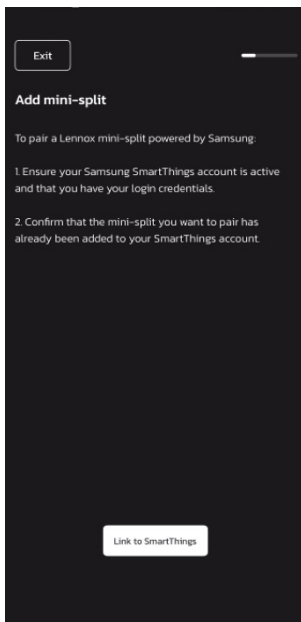 Exit
Add mini-split
To pair a Lennox mini-split powered by Samsung:
1. Ensure your Samsung SmartThings account is active
and that you have your login credentials.
2. Confirm that the mini-split you want to pair has
already been added to your SmartThings account.
Link to SmartThings